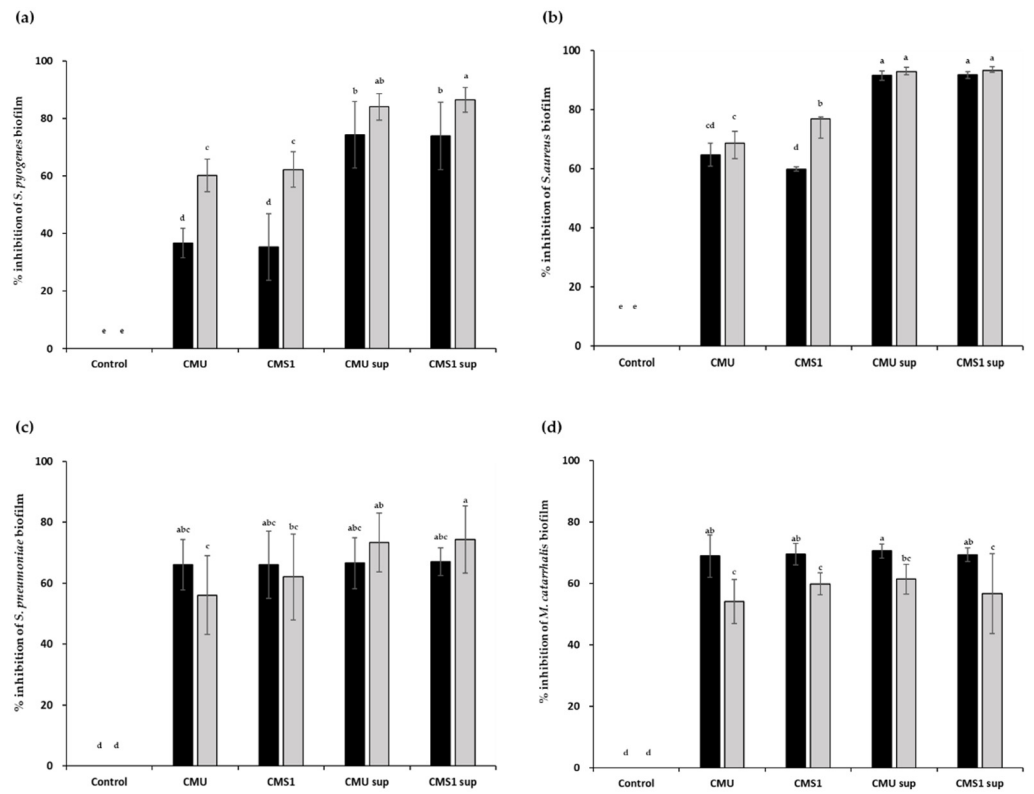 (a)
% inhibition of S. pyogenes biofilm
100
80
60
40
20
0
e e
d c
d c
b ab
b a
Control CMU CMS1 CMU sup CMS1 sup
(b)
% inhibition of S.aureus biofilm
100
80
60
40
20
0
e e
cd c
d b
a a
a a
Control CMU CMS1 CMU sup CMS1 sup
(c)
% inhibition of S. pneumoniae biofilm
100
80
60
40
20
0
d d
abc c
abc bc
abc ab
abc a
Control CMU CMS1 CMU sup CMS1 sup
(d)
% inhibition of M. catarrhalis biofilm
100
80
60
40
20
0
d d
ab c
ab c
a bc
ab c
Control CMU CMS1 CMU sup CMS1 sup